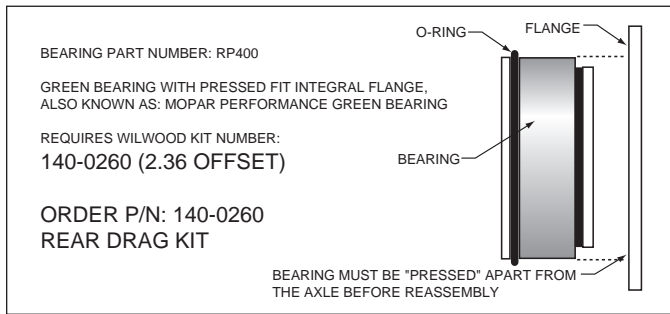 BEARING PART NUMBER: RP400
GREEN BEARING WITH PRESSED FIT INTEGRAL FLANGE,
ALSO KNOWN AS: MOPAR PERFORMANCE GREEN BEARING
REQUIRES WILWOOD KIT NUMBER:
140-0260 (2.36 OFFSET)
ORDER P/N: 140-0260
REAR DRAG KIT
O-RING
FLANGE
BEARING
BEARING MUST BE "PRESSED" APART FROM
THE AXLE BEFORE REASSEMBLY